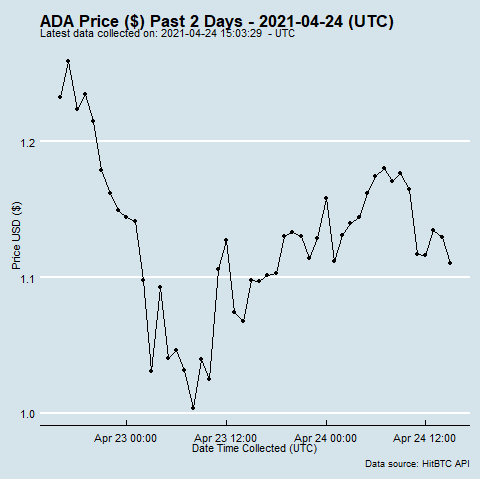 ADA Price ($) Past 2 Days - 2021-04-24 (UTC)
Latest data collected on: 2021-04-24 15:03:29 - UTC
Price USD ($)
1.2
1.1
1.0
Apr 23 00:00 Apr 23 12:00 Apr 24 00:00 Apr 24 12:00
Date Time Collected (UTC)
Data source: HitBTC API